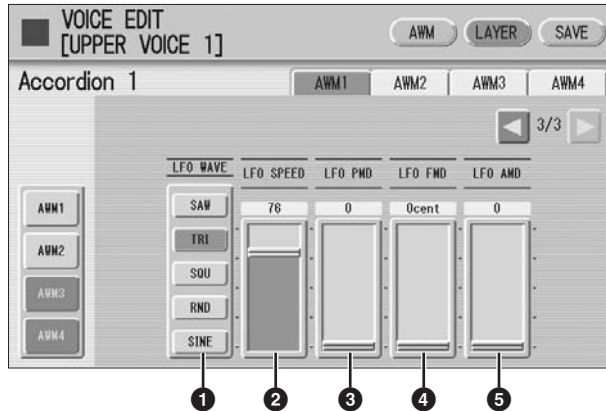 VOICE EDIT
[UPPER VOICE 1]
AWM LAYER SAVE
Accordion 1
AWM1 AWM2 AWM3 AWM4
3/3
LFO WAVE LFO SPEED LFO PMD LFO FMD LFO AMD
76 0 0cent 0
SAW
TRI
SQU
RND
SINE
AWM1
AWM2
AWM3
AWM4
1 2 3 4 5